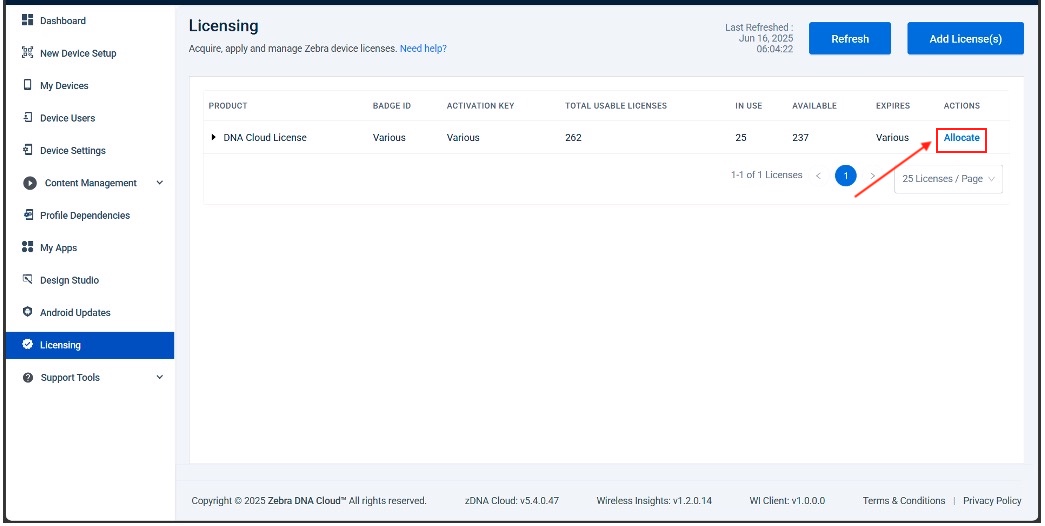 Dashboard
New Device Setup
My Devices
Device Users
Device Settings
Content Management
Profile Dependencies
My Apps
Design Studio
Android Updates
Licensing
Support Tools
Licensing
Acquire, apply and manage Zebra device licenses. Need help?
Last Refreshed :
Jun 16, 2025
06:04:22
Refresh
Add License(s)
PRODUCT BADGE ID ACTIVATION KEY TOTAL USABLE LICENSES IN USE AVAILABLE EXPIRES ACTIONS
DNA Cloud License Various Various 262 25 237 Various Allocate
1-1 of 1 Licenses < 1 > 25 Licenses / Page
Copyright © 2025 Zebra DNA Cloud™ All rights reserved. zDNA Cloud: v5.4.0.47 Wireless Insights: v1.2.0.14 WI Client: v1.0.0.0 Terms & Conditions | Privacy Policy